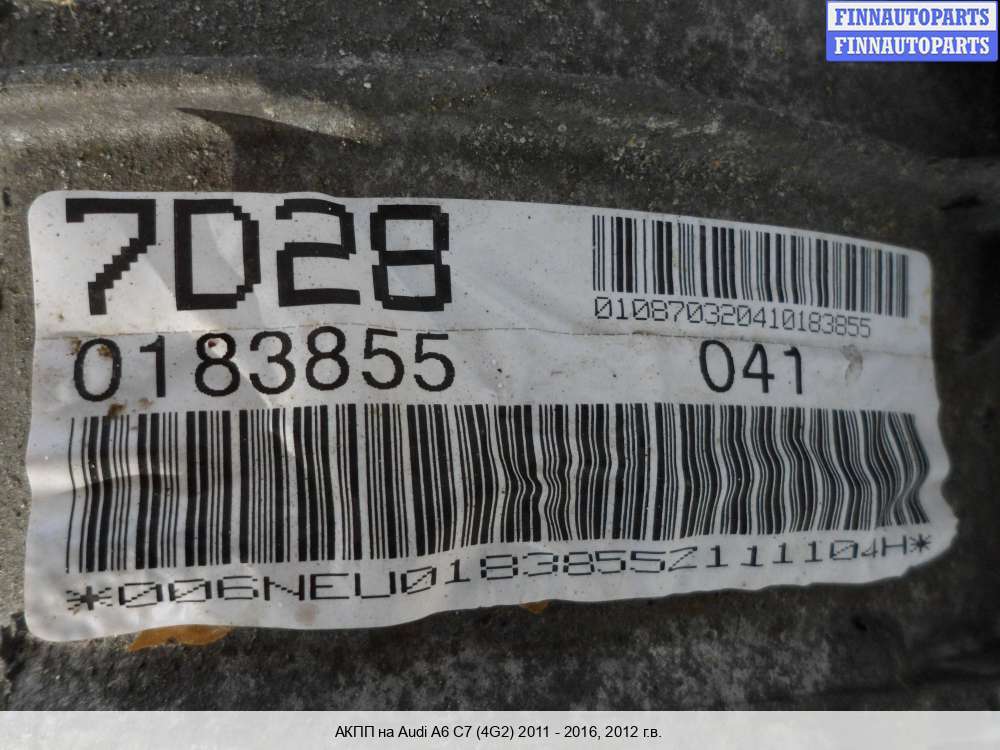 FINNAUTOPARTS
FINNAUTOPARTS
7D28
010870320410183855
0183855
041
*006NEU0183855Z111104H*
АКПП на Audi A6 C7 (4G2) 2011 - 2016, 2012 г.в.